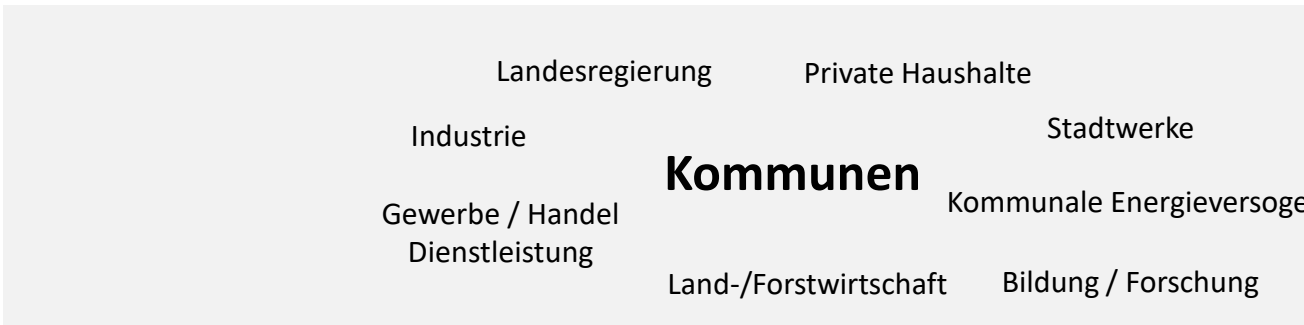 Landesregierung
Private Haushalte
Industrie
Stadtwerke
Kommunen
Kommunale Energieversoge
Gewerbe / Handel
Dienstleistung
Land-/Forstwirtschaft
Bildung / Forschung